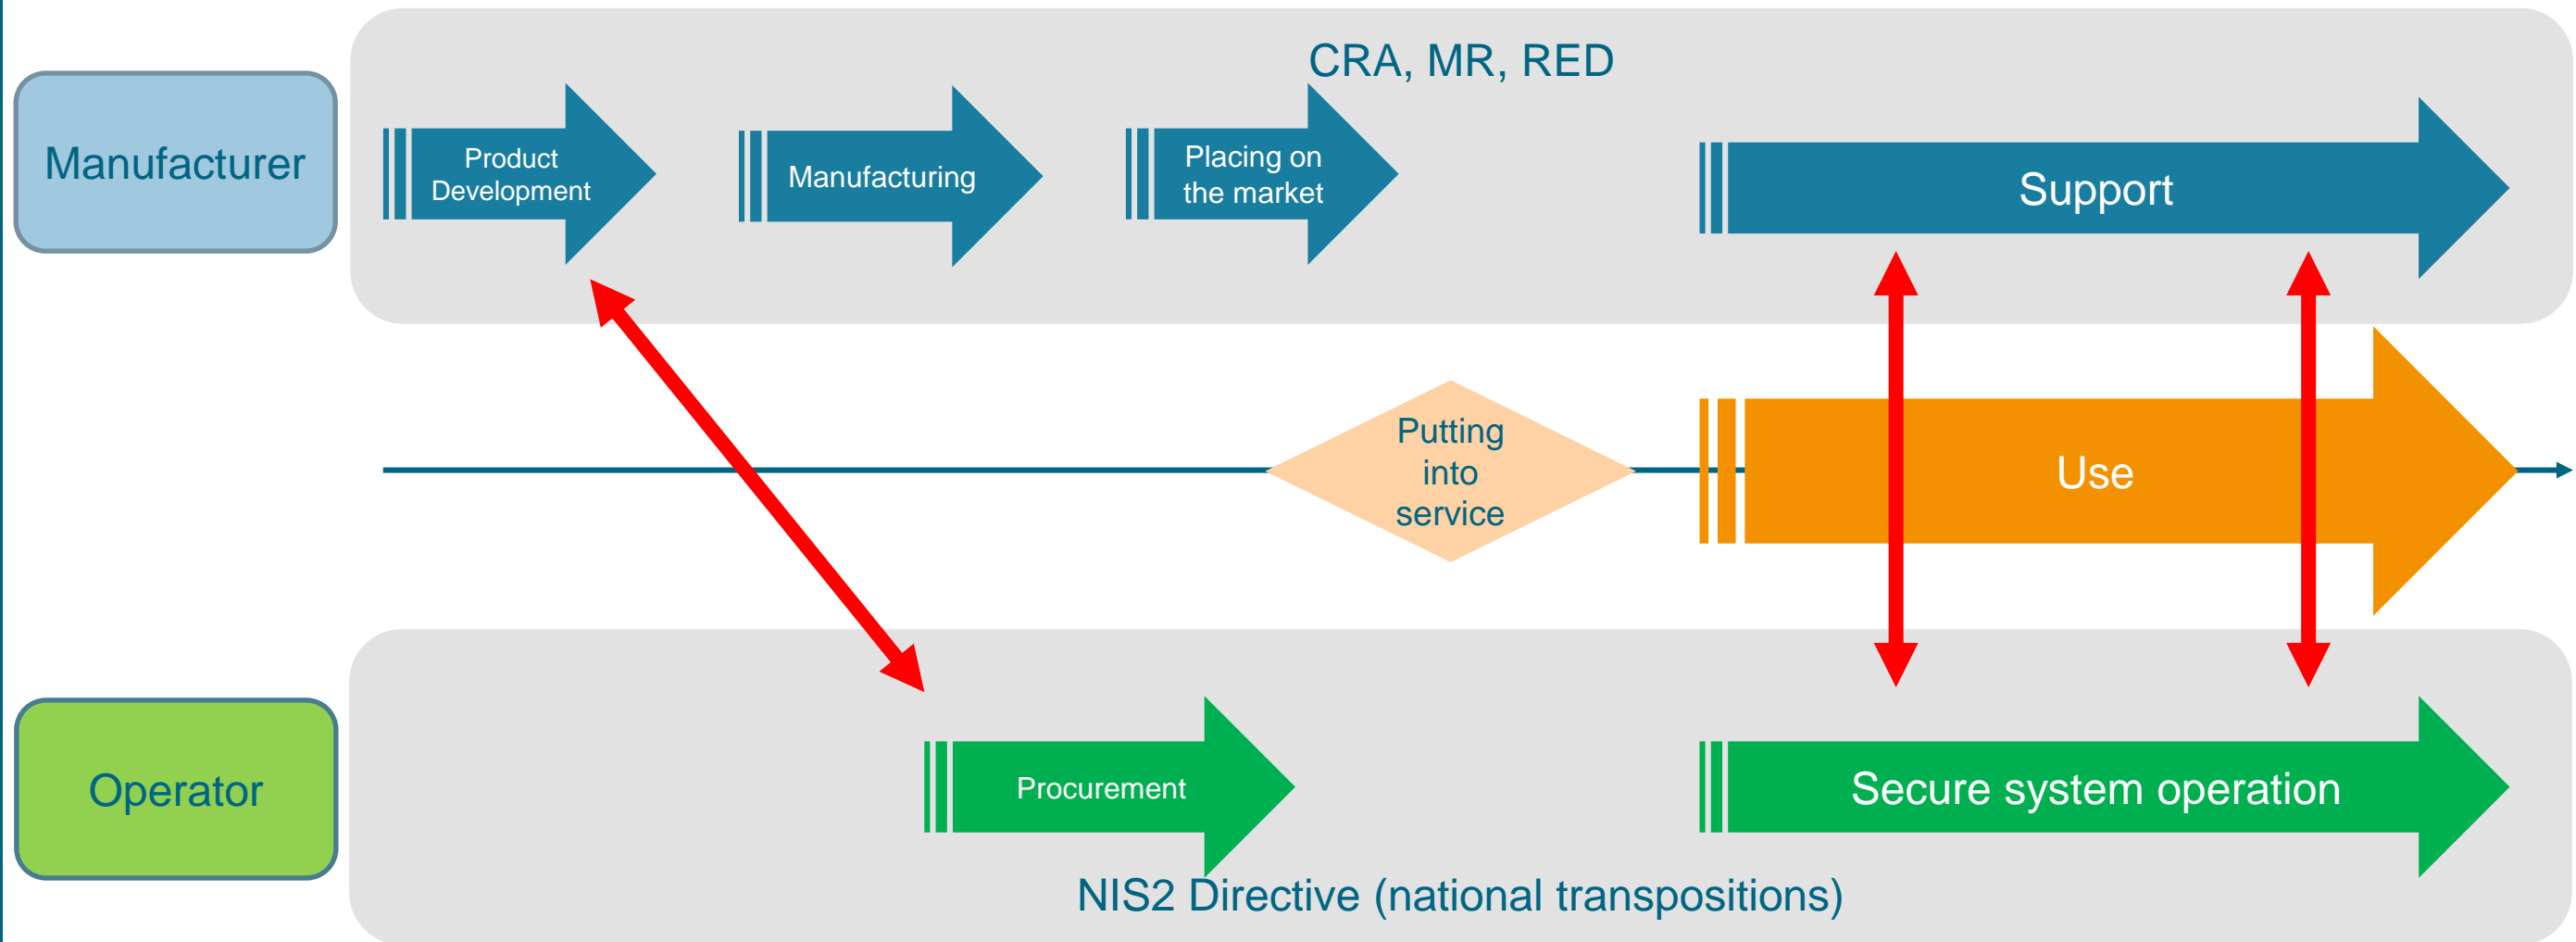 CRA, MR, RED
Manufacturer
Product
Development
Manufacturing
Placing on
the market
Support
Putting
into
service
Use
Operator
Procurement
Secure system operation
NIS2 Directive (national transpositions)